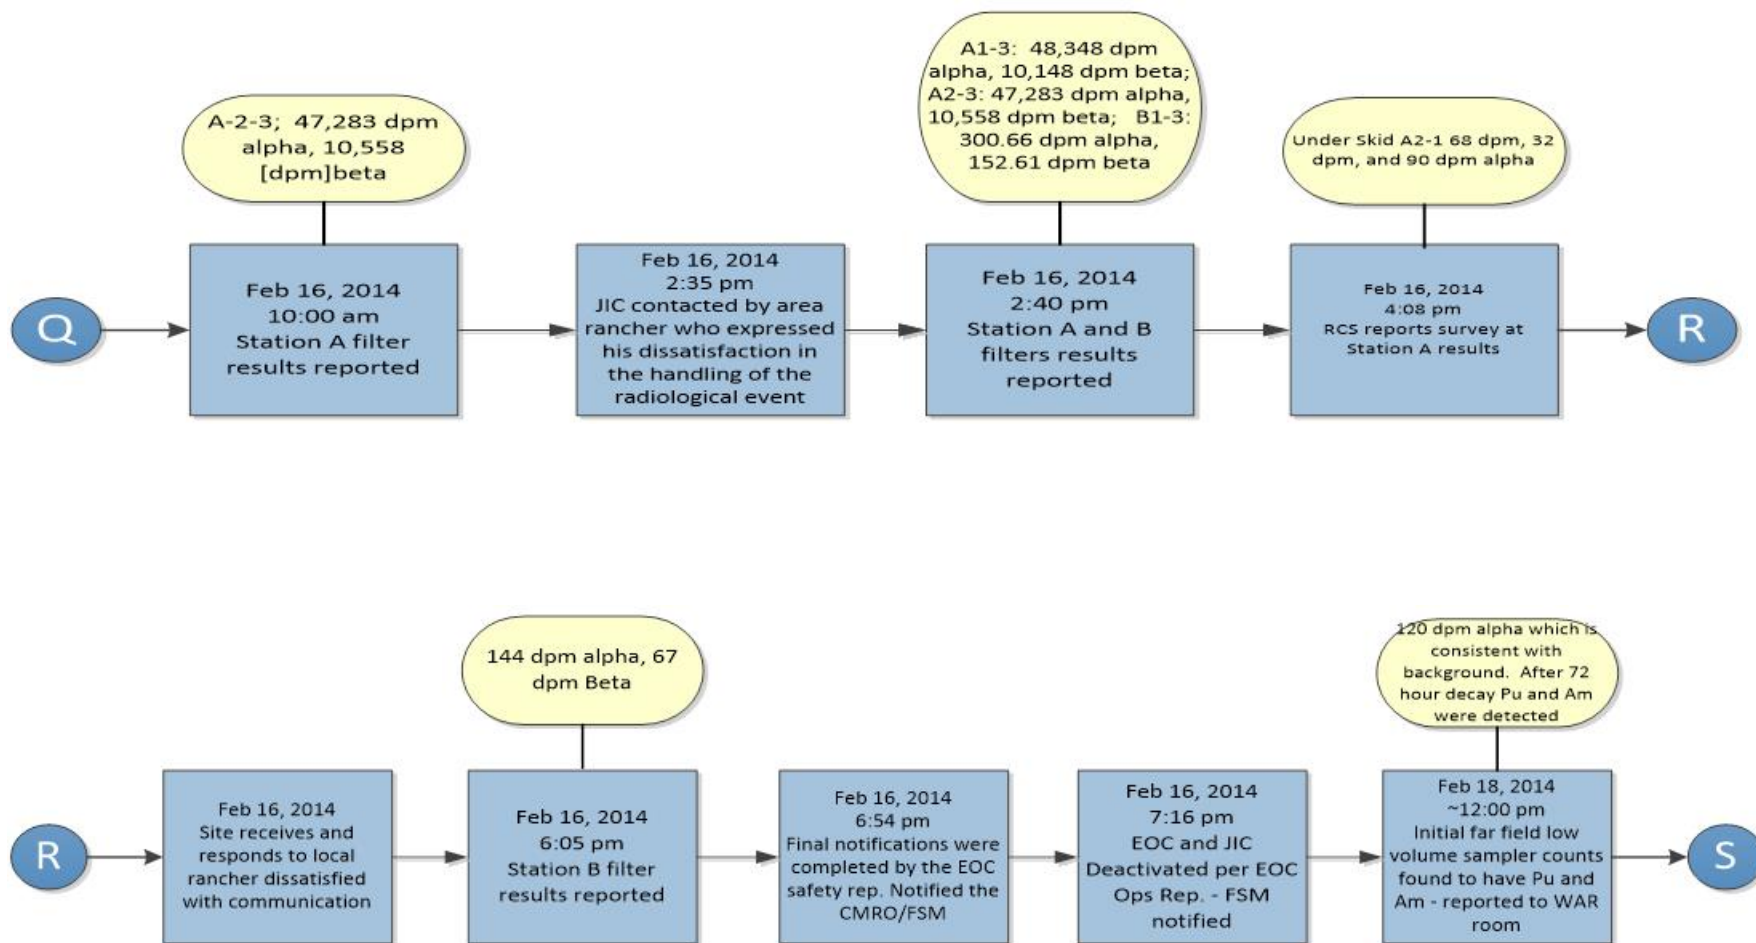 A-2-3; 47,283 dpm
alpha, 10,558
[dpm]beta
A1-3: 48,348 dpm
alpha, 10,148 dpm beta;
A2-3: 47,283 dpm alpha,
10,558 dpm beta; B1-3:
300.66 dpm alpha,
152.61 dpm beta
Under Skid A2-1 68 dpm, 32
dpm, and 90 dpm alpha
Q
Feb 16, 2014
10:00 am
Station A filter
results reported
Feb 16, 2014
2:35 pm
JIC contacted by area
rancher who expressed
his dissatisfaction in
the handling of the
radiological event
Feb 16, 2014
2:40 pm
Station A and B
filters results
reported
Feb 16, 2014
4:08 pm
RCS reports survey at
Station A results
R
144 dpm alpha, 67
dpm Beta
120 dpm alpha which is
consistent with
background. After 72
hour decay Pu and Am
were detected
R
Feb 16, 2014
Site receives and
responds to local
rancher dissatisfied
with communication
Feb 16, 2014
6:05 pm
Station B filter
results reported
Feb 16, 2014
6:54 pm
Final notifications were
completed by the EOC
safety rep. Notified the
CMRO/FSM
Feb 16, 2014
7:16 pm
EOC and JIC
Deactivated per EOC
Ops Rep. - FSM
notified
Feb 18, 2014
~12:00 pm
Initial far field low
volume sampler counts
found to have Pu and
Am - reported to WAR
room
S